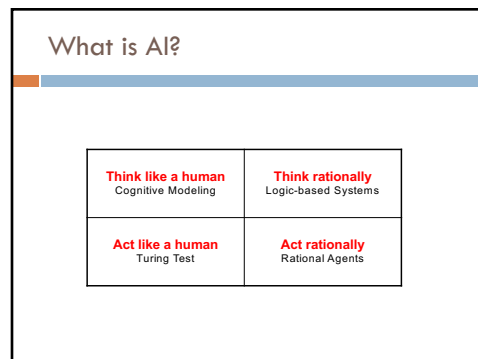 What is AI?
Think like a human
Cognitive Modeling
Think rationally
Logic-based Systems
Act like a human
Turing Test
Act rationally
Rational Agents